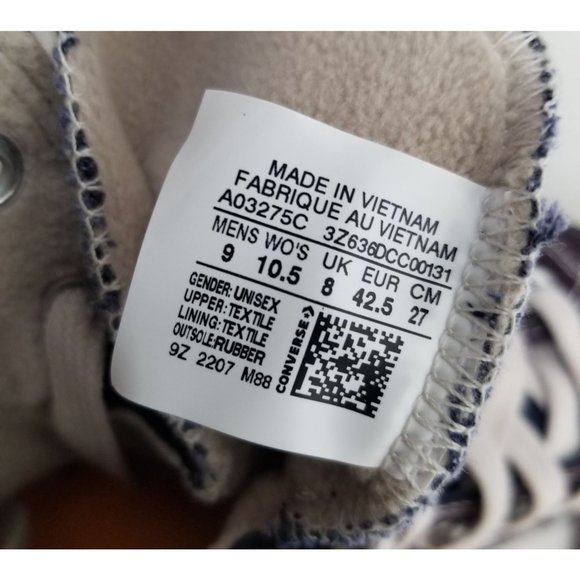 MADE IN VIETNAM
FABRIQUE AU VIETNAM
A03275C 3Z636DCC00131
MENS WO'S UK EUR CM
9 10.5 8 42.5 27
GENDER: UNISEX
UPPER: TEXTILE
LINING: TEXTILE
OUTSOLE:RUBBER
9Z 2207 M88
CONVERSE